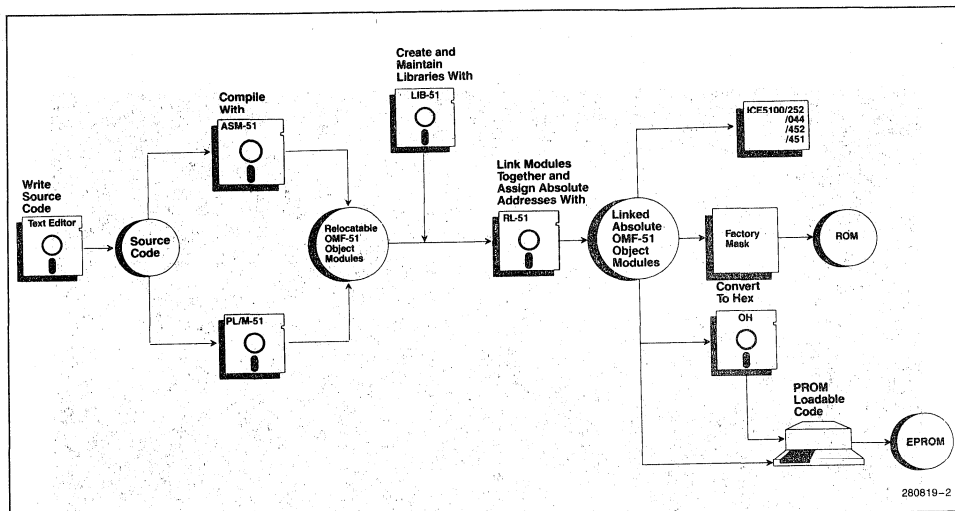 Write
Source
Code
Text Editor
Source
Code
Compile
With
ASM-51
PL/M-51
Relocatable
OMF-51
Object
Modules
Create and
Maintain
Libraries With
LIB-51
Link Modules
Together and
Assign Absolute
Addresses With
RL-51
Linked
Absolute
OMF-51
Object
Modules
ICE5100/252
/044
/452
/451
Factory
Mask
ROM
Convert
To Hex
OH
PROM
Loadable
Code
EPROM
280819-2